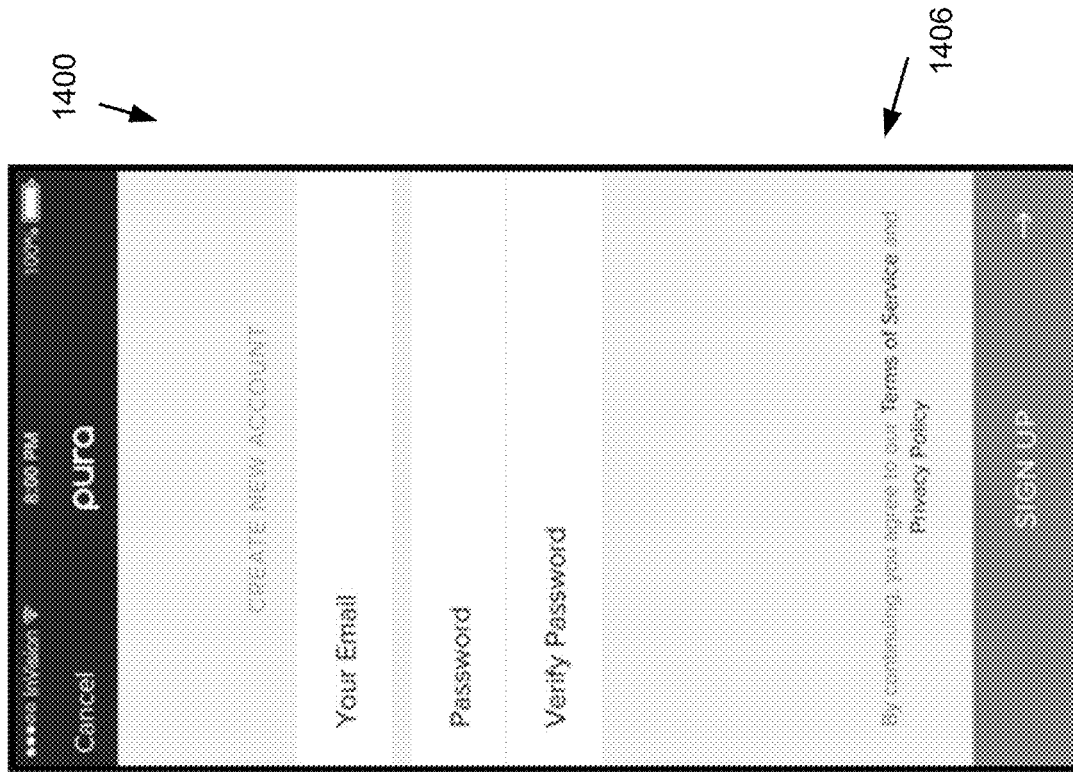 1400
100%
Cancel
pura
CREATE NEW ACCOUNT
Your Email
Password
Verify Password
By continuing, you agree to our Terms of Service and
Privacy Policy
SIGN UP
1406